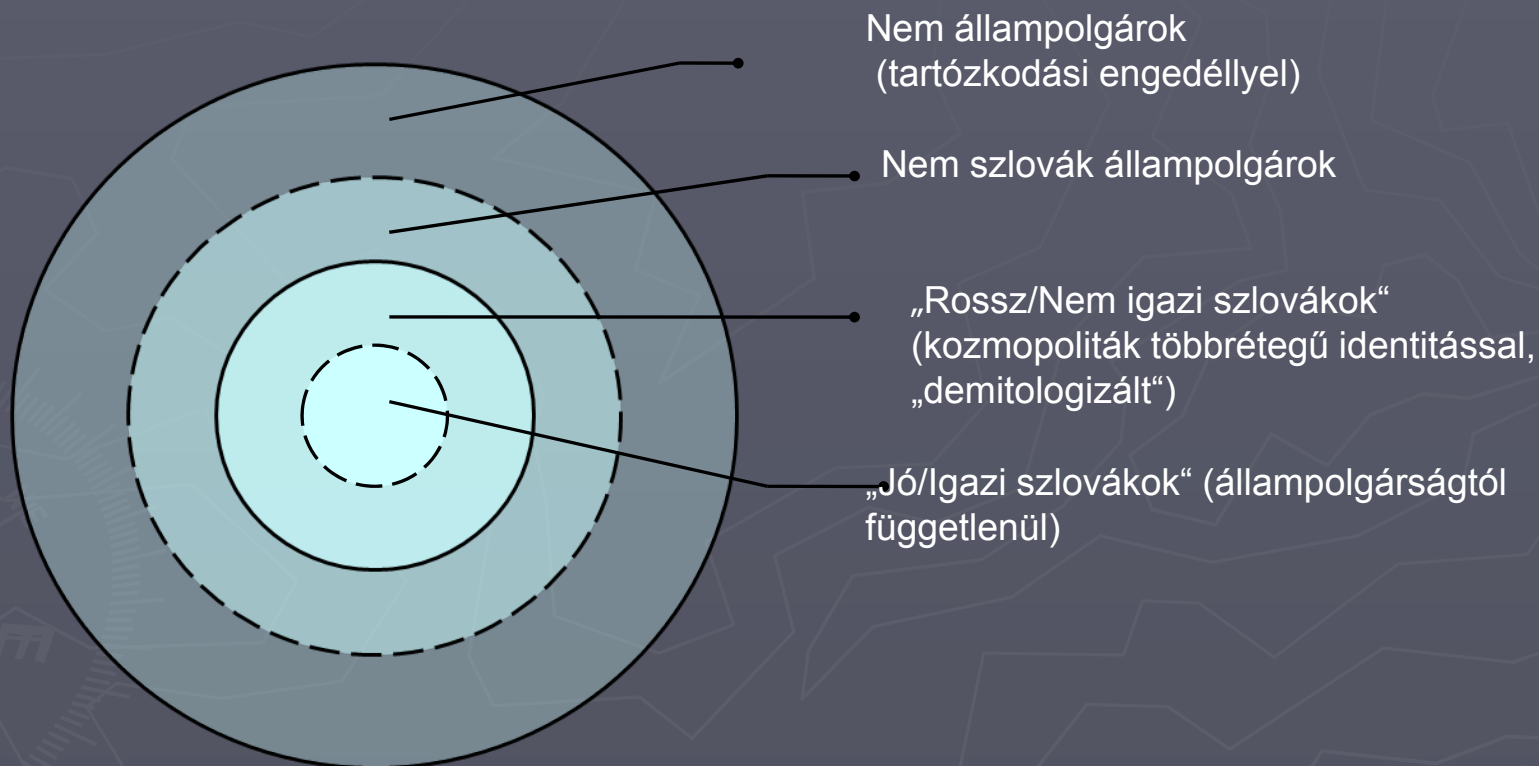 Nem állampolgárok
(tartózkodási engedéllyel)
Nem szlovák állampolgárok
„Rossz/Nem igazi szlovákok“
(kozmopoliták többrétegű identitással,
„demitologizált“)
„Jó/Igazi szlovákok“ (állampolgárságtól
függetlenül)